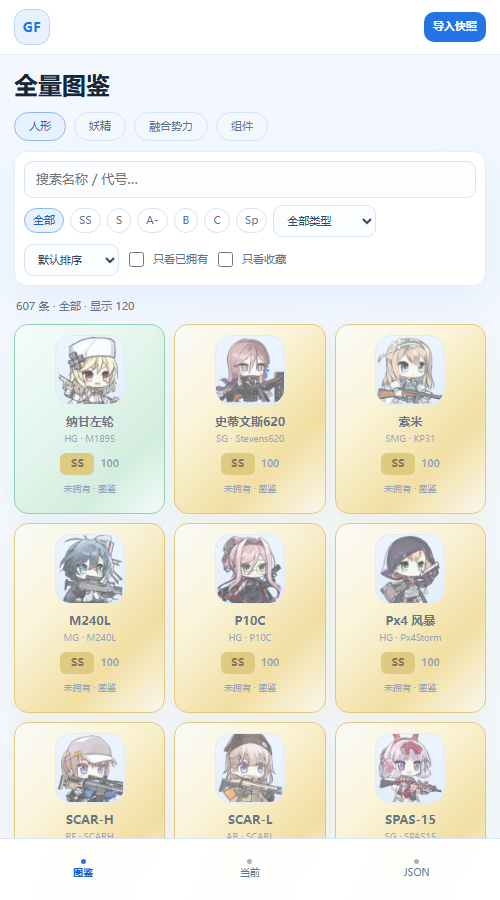 GF 导入快照
全量图鉴
人形 妖精 融合势力 组件
搜索名称 / 代号...
全部 SS S A- B C Sp 全部类型
默认排序 只看已拥有 只看收藏
607 条 · 全部 · 显示 120
纳甘左轮 史蒂文斯620 索米
HG · M1895 SG · Stevens620 SMG · KP31
SS 100 SS 100 SS 100
未拥有 · 图鉴 未拥有 · 图鉴 未拥有 · 图鉴
M240L P10C Px4 风暴
MG · M240L HG · P10C HG · Px4Storm
SS 100 SS 100 SS 100
未拥有 · 图鉴 未拥有 · 图鉴 未拥有 · 图鉴
SCAR-H SCAR-L SPAS-15
RF · SCARH AR · SCARL SG · SPAS15
图鉴 当前 JSON